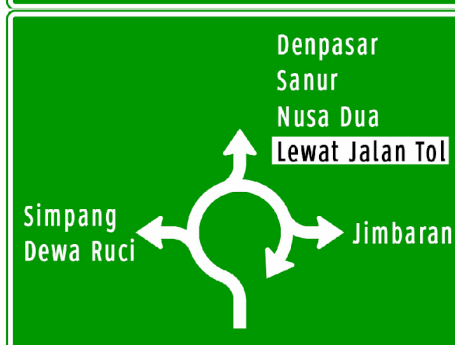 Denpasar
Sanur
Nusa Dua
Lewat Jalan Tol
Simpang
Dewa Ruci
Jimbaran